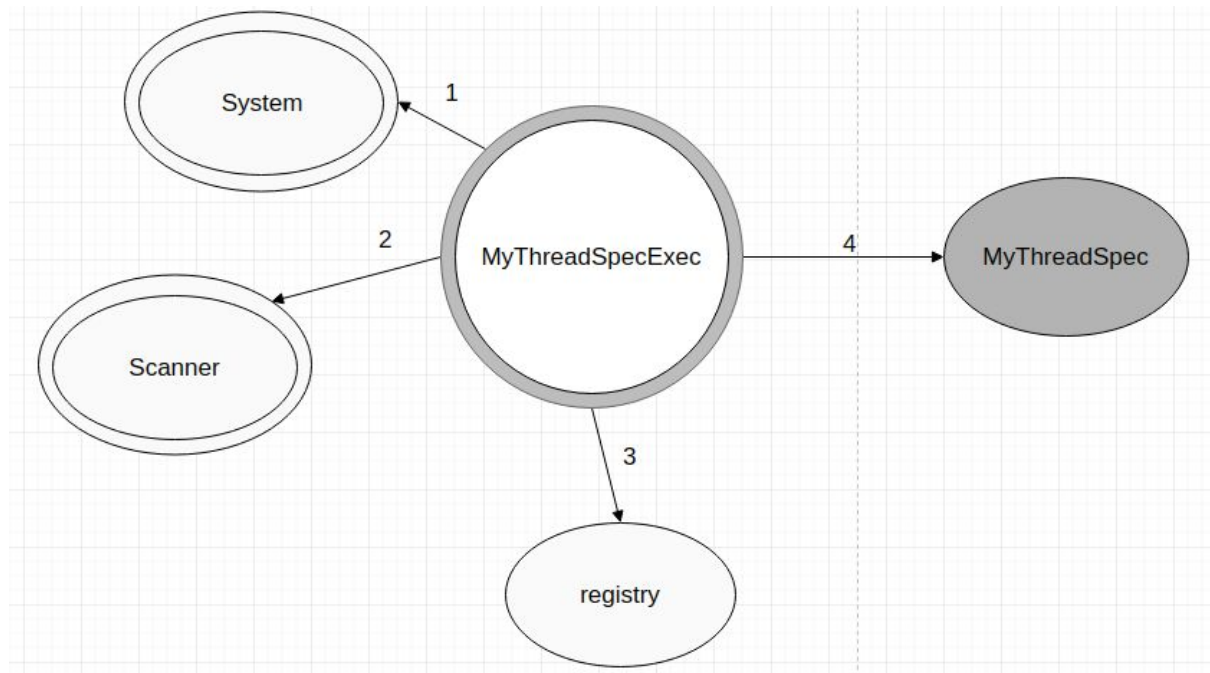 System
1
MyThreadSpecExec
2
4
MyThreadSpec
Scanner
3
registry